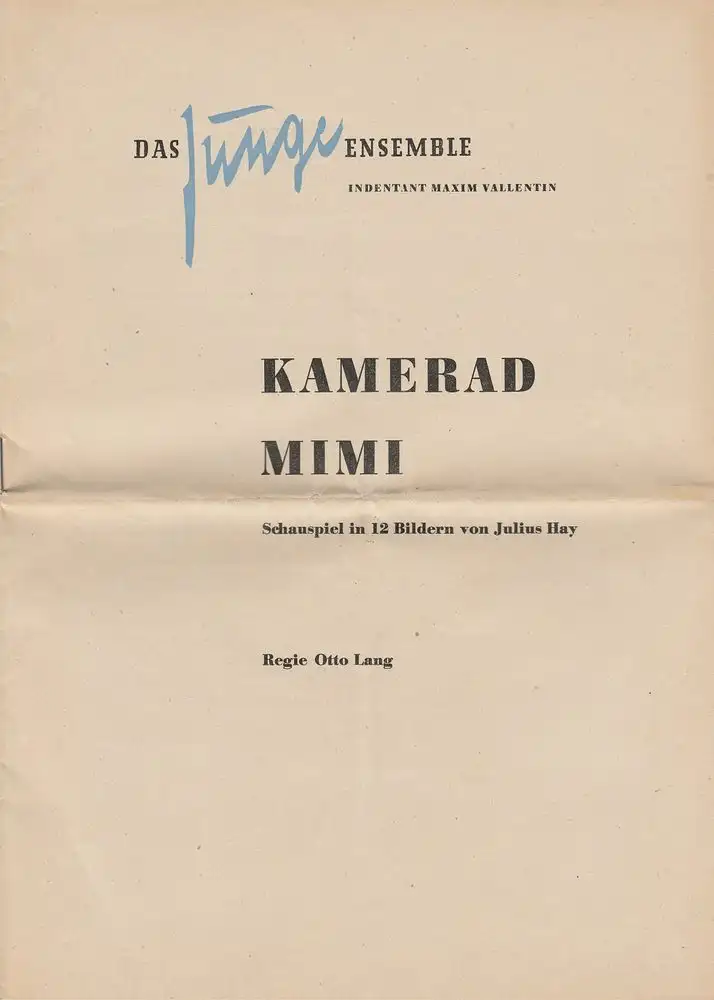 DAS Junge ENSEMBLE
INDENTANT MAXIM VALLENTIN
KAMERAD
MIMI
Schauspiel in 12 Bildern von Julius Hay
Regie Otto Lang